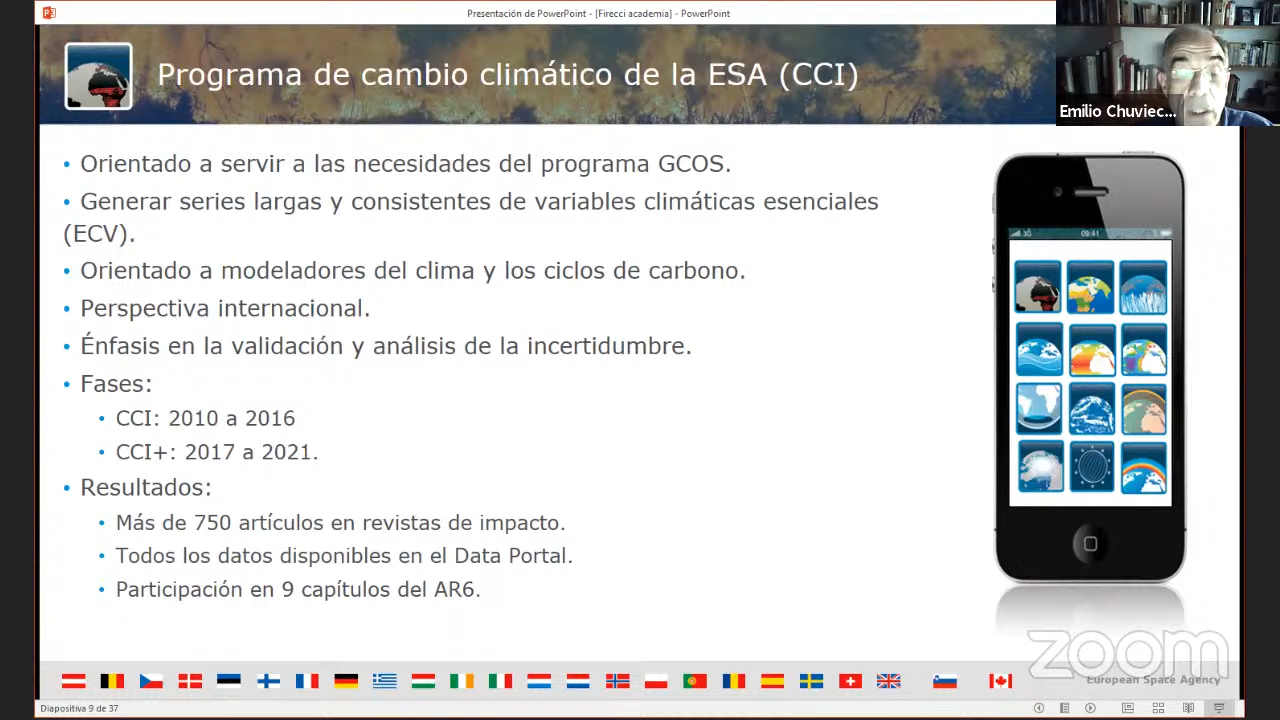 Presentación de PowerPoint - [Firecci academia] - PowerPoint
Programa de cambio climático de la ESA (CCI)
Emilio Chuviec...
• Orientado a servir a las necesidades del programa GCOS.
• Generar series largas y consistentes de variables climáticas esenciales
(ECV).
• Orientado a modeladores del clima y los ciclos de carbono.
• Perspectiva internacional.
• Énfasis en la validación y análisis de la incertidumbre.
• Fases:
• CCI: 2010 a 2016
• CCI+: 2017 a 2021.
• Resultados:
• Más de 750 artículos en revistas de impacto.
• Todos los datos disponibles en el Data Portal.
• Participación en 9 capítulos del AR6.
3G 09:41
zoom
European Space Agency
Diapositiva 9 de 37